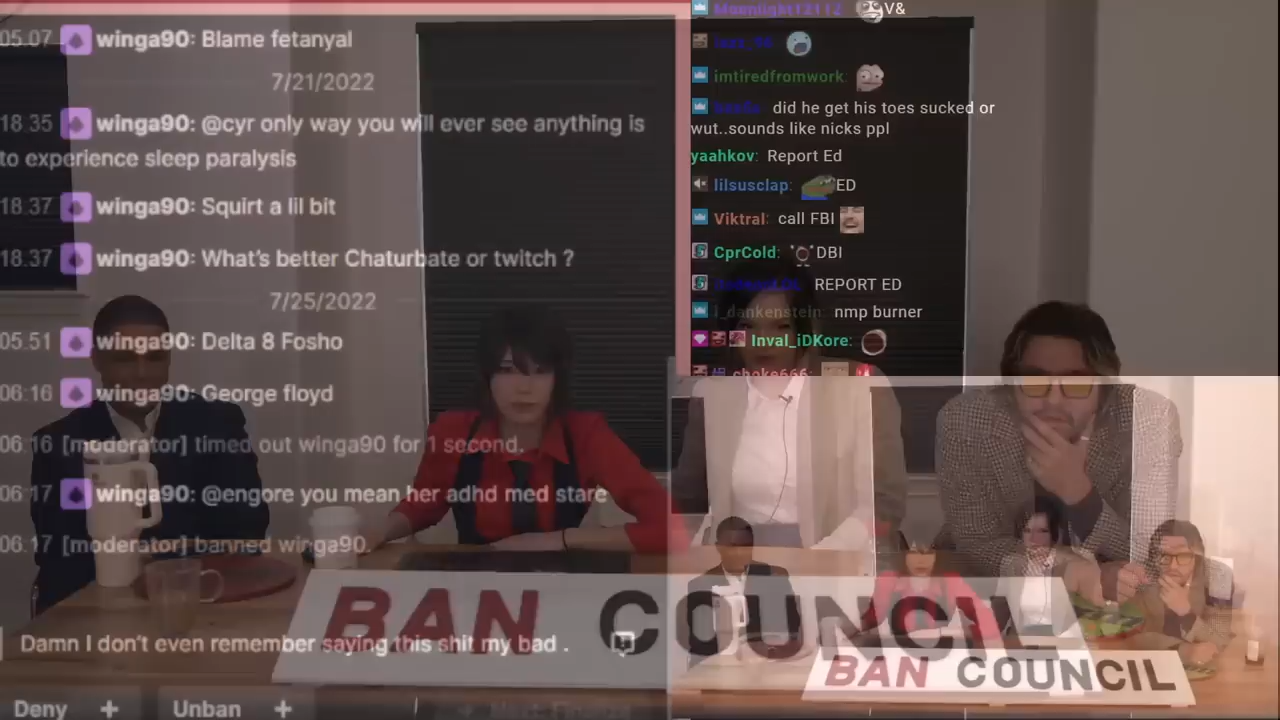 05.07 winga90: Blame fetanyal
7/21/2022
18.35 winga90: @cyr only way you will ever see anything is
to experience sleep paralysis
18.37 winga90: Squirt a lil bit
18.37 winga90: What's better Chaturbate or twitch ?
7/25/2022
05.51 winga90: Delta 8 Fosho
06:16 winga90: George floyd
06:16 [moderator] timed out winga90 for 1 second.
06:17 winga90: @engore you mean her adhd med stare
06:17 [moderator] banned winga90.
Damn I don't even remember saying this shit my bad .
Deny +
Unban +
Moonlight12112 V&
imtiredfromwork:
did he get his toes sucked or
wut..sounds like nicks ppl
yaahkov: Report Ed
lilsusclap: ED
Viktral: call FBI
CprCold: DBI
REPORT ED
i_dankenstein: nmp burner
Inval_iDKore:
choke666:
BAN COUNCIL
BAN COUNCIL